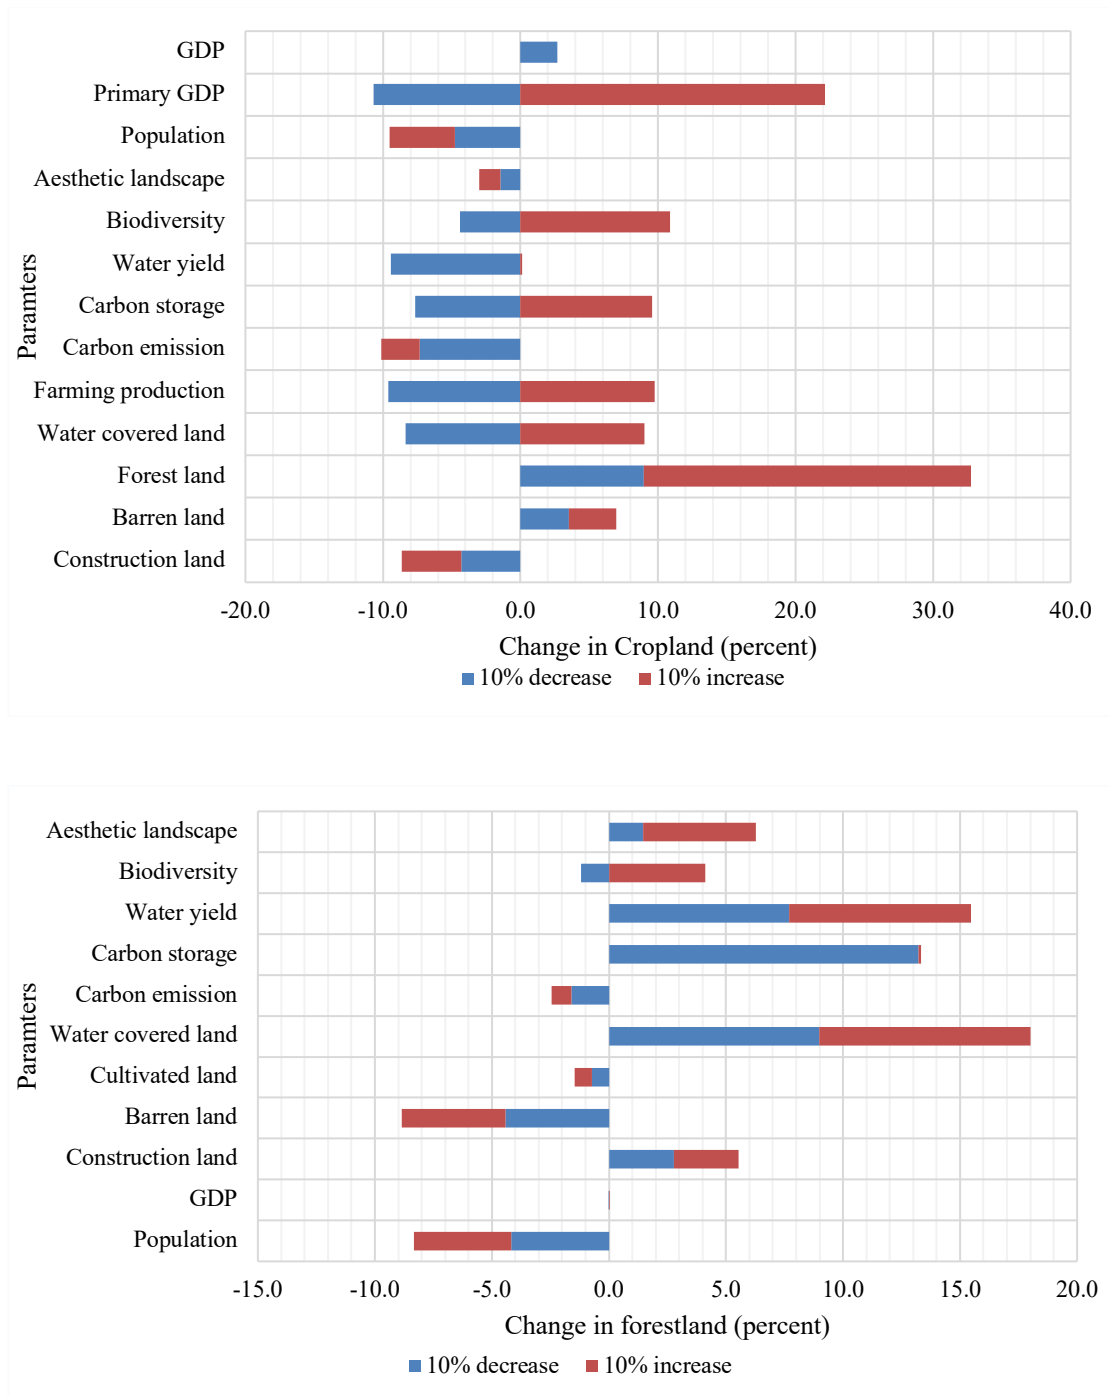 GDP
Primary GDP
Population
Aesthetic landscape
Biodiversity
Water yield
Carbon storage
Carbon emission
Farming production
Water covered land
Forest land
Barren land
Construction land
Paramters
-20.0 -10.0 0.0 10.0 20.0 30.0 40.0
Change in Cropland (percent)
10% decrease 10% increase
Aesthetic landscape
Biodiversity
Water yield
Carbon storage
Carbon emission
Water covered land
Cultivated land
Barren land
Construction land
GDP
Population
Paramters
-15.0 -10.0 -5.0 0.0 5.0 10.0 15.0 20.0
Change in forestland (percent)
10% decrease 10% increase